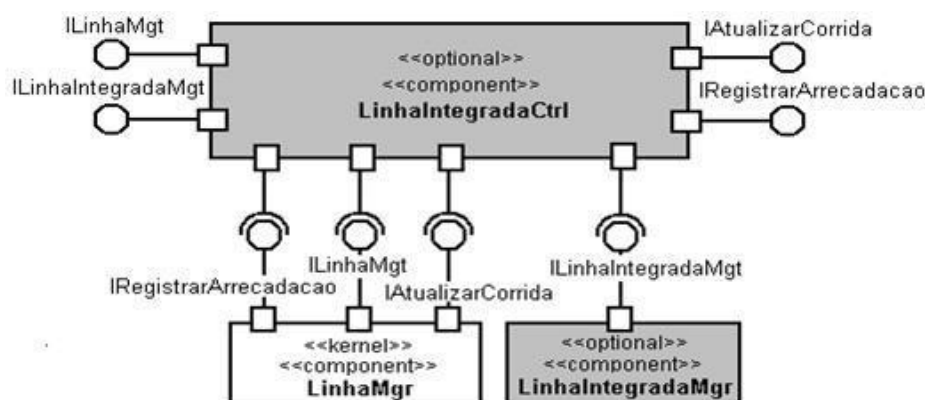 ILinhaMgt
IAtualizarCorrida
<<optional>>
<<component>>
LinhaIntegradaCtrl
ILinhaIntegradaMgt
IRegistrarArrecadacao
ILinhaMgt
ILinhaIntegradaMgt
IRegistrarArrecadacao
IAtualizarCorrida
<<kernel>>
<<component>>
LinhaMgr
<<optional>>
<<component>>
LinhaIntegradaMgr